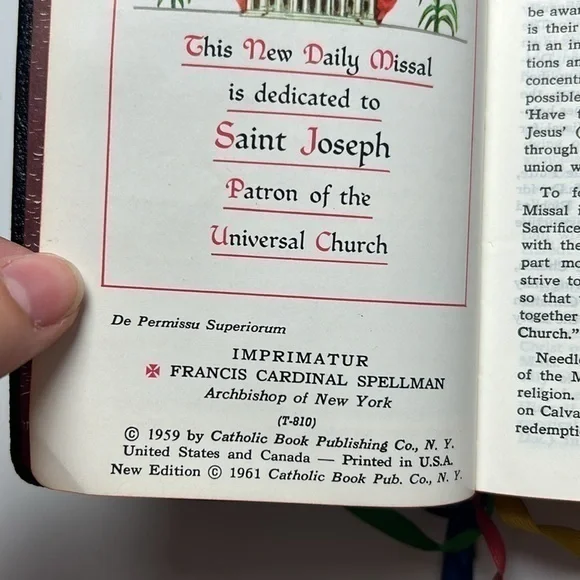 This New Daily Missal
is dedicated to
Saint Joseph
Patron of the
Universal Church
De Permissu Superiorum
IMPRIMATUR
✠ FRANCIS CARDINAL SPELLMAN
Archbishop of New York
(T-810)
© 1959 by Catholic Book Publishing Co., N. Y.
United States and Canada — Printed in U.S.A.
New Edition © 1961 Catholic Book Pub. Co., N. Y.
is their
in an in
tions an
concent
possible
'Have
Jesus'
through
union w
To
Missal
Sacrifice
with the
part mo
strive to
so that
together
Church."
Needl
of the M
religion.
on Calva
redempti